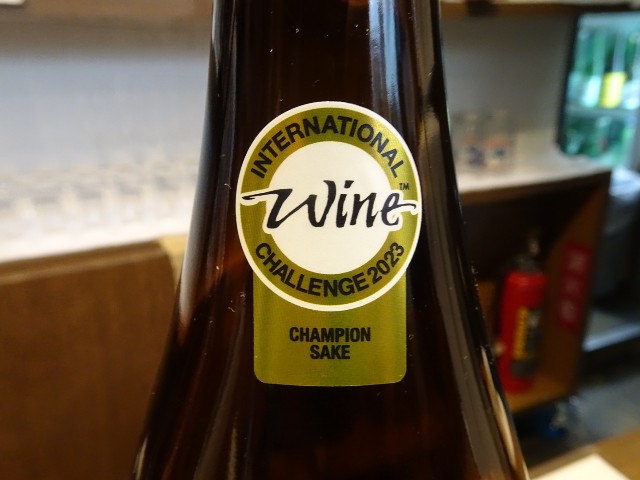 INTERNATIONAL
Wine™
CHALLENGE 2023
CHAMPION
SAKE